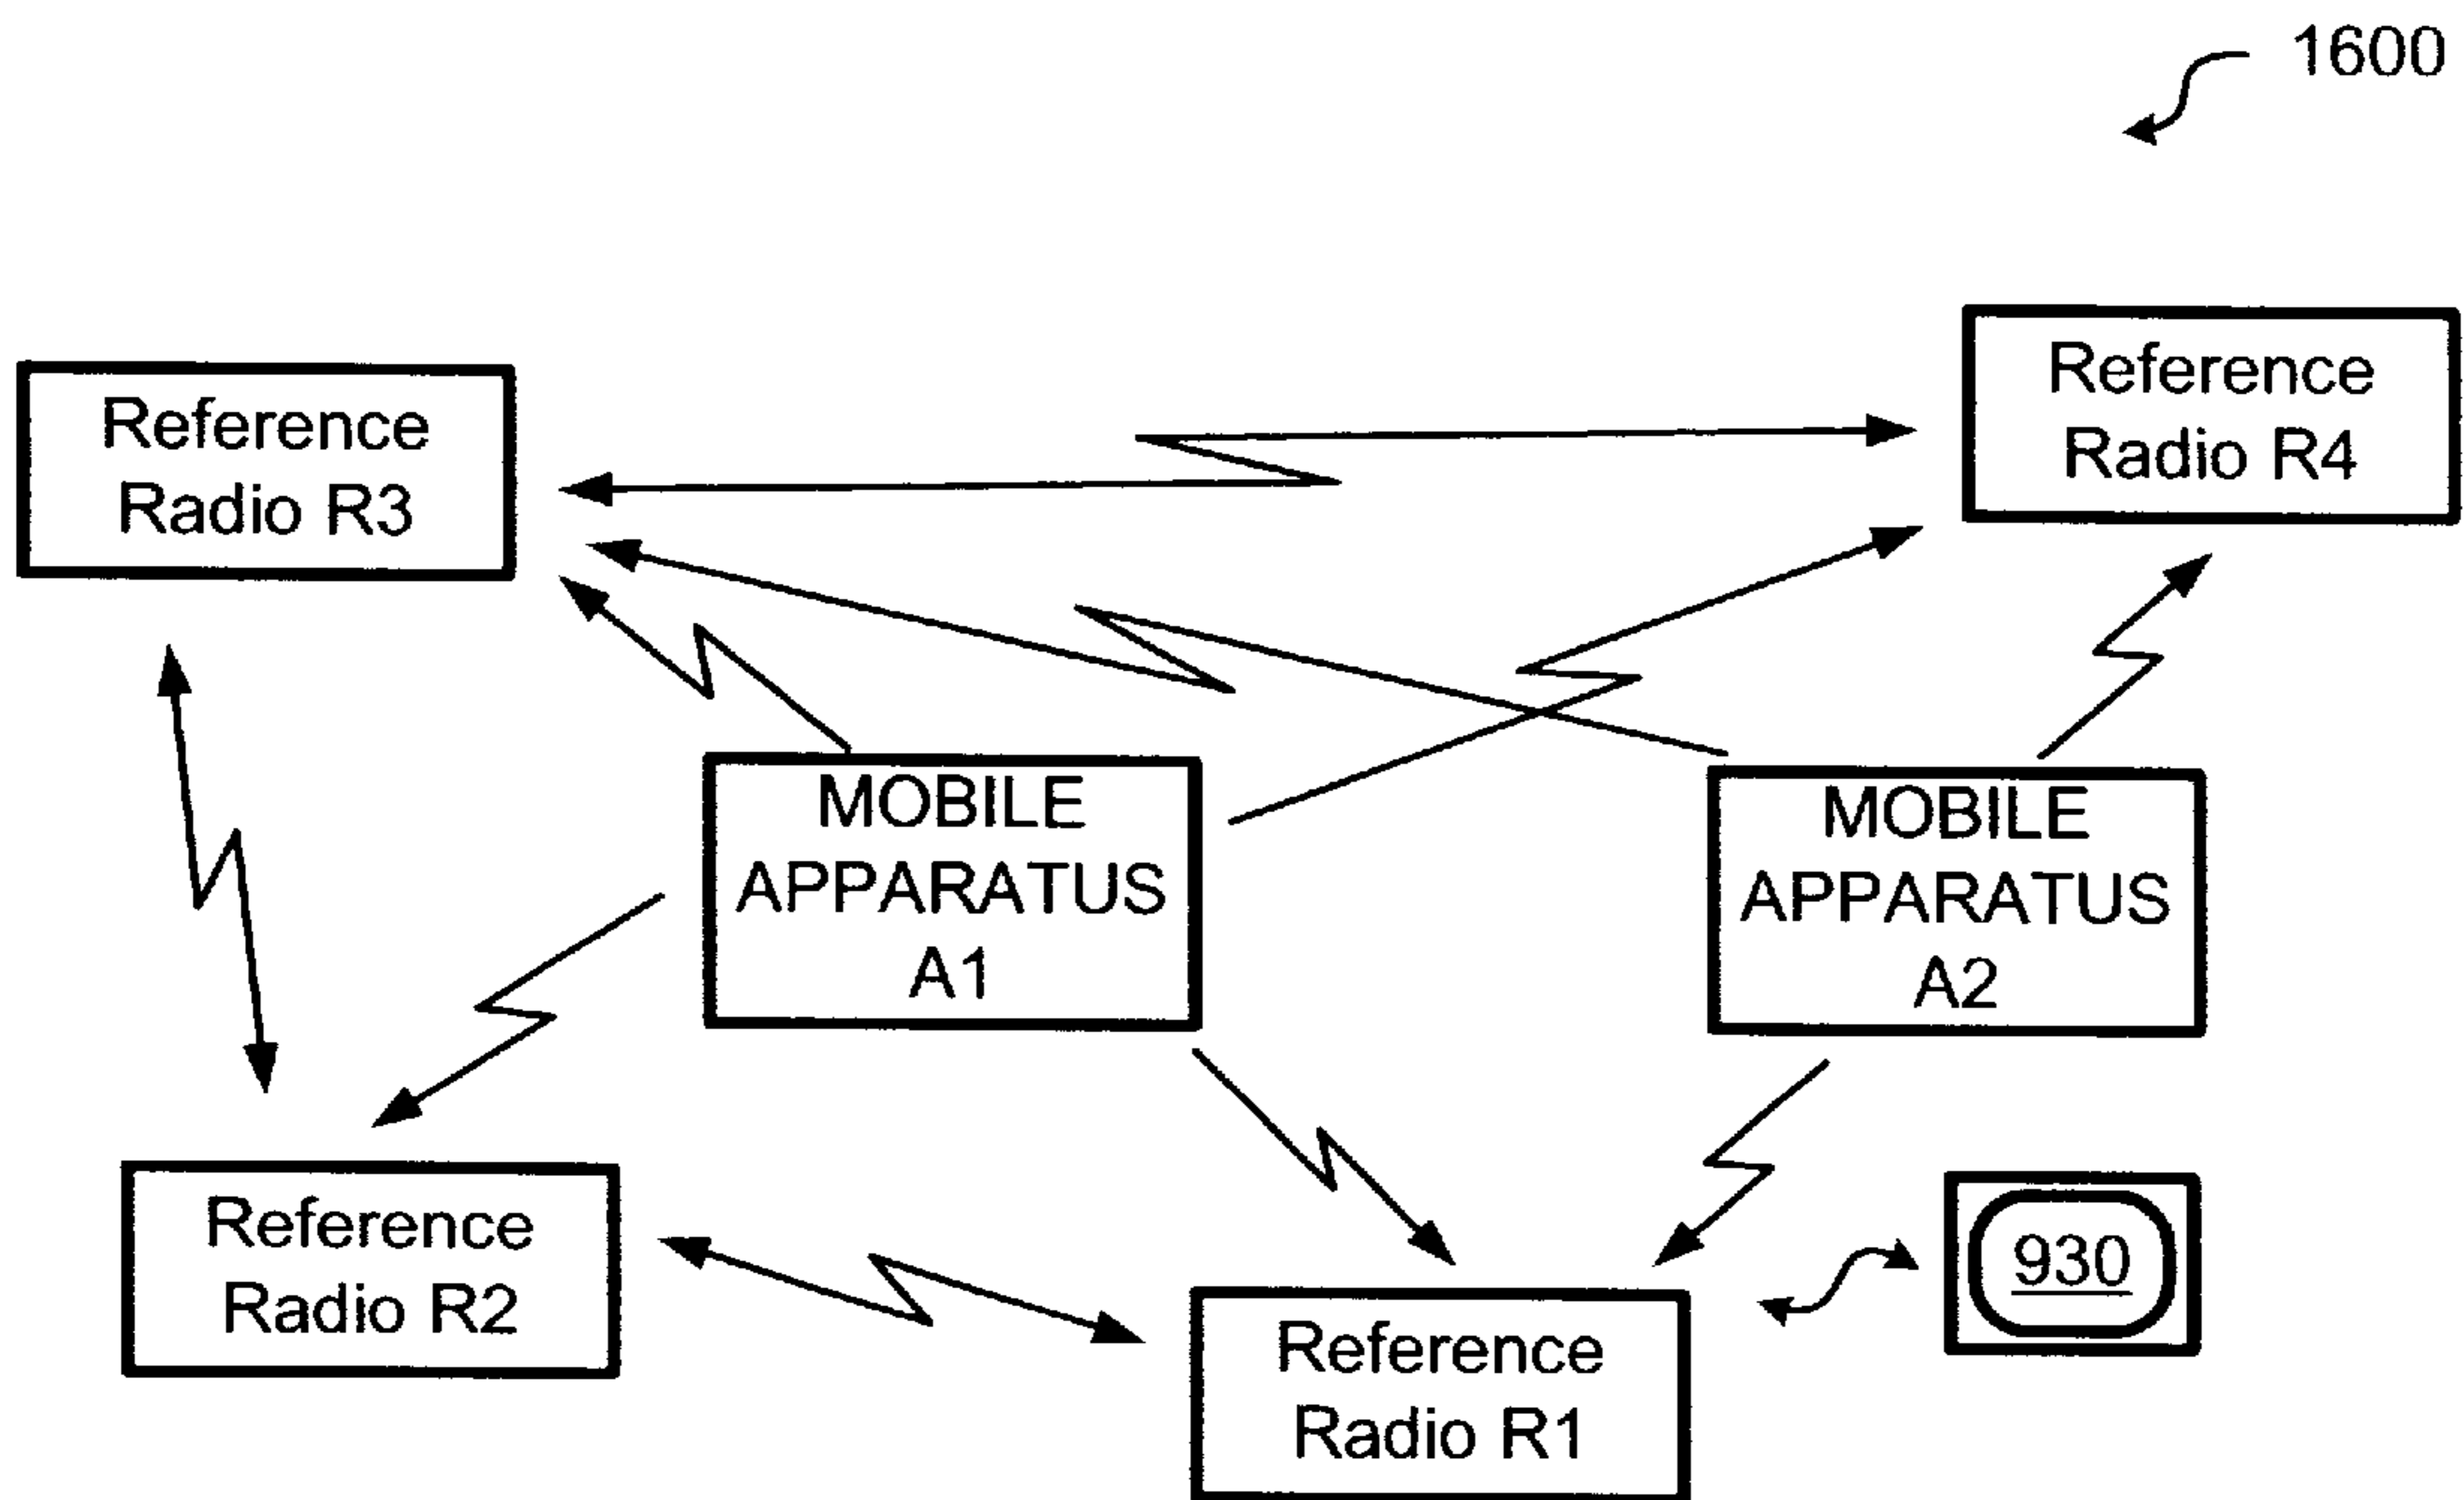 1600
Reference
Radio R3
Reference
Radio R4
MOBILE
APPARATUS
A1
MOBILE
APPARATUS
A2
Reference
Radio R2
Reference
Radio R1
930